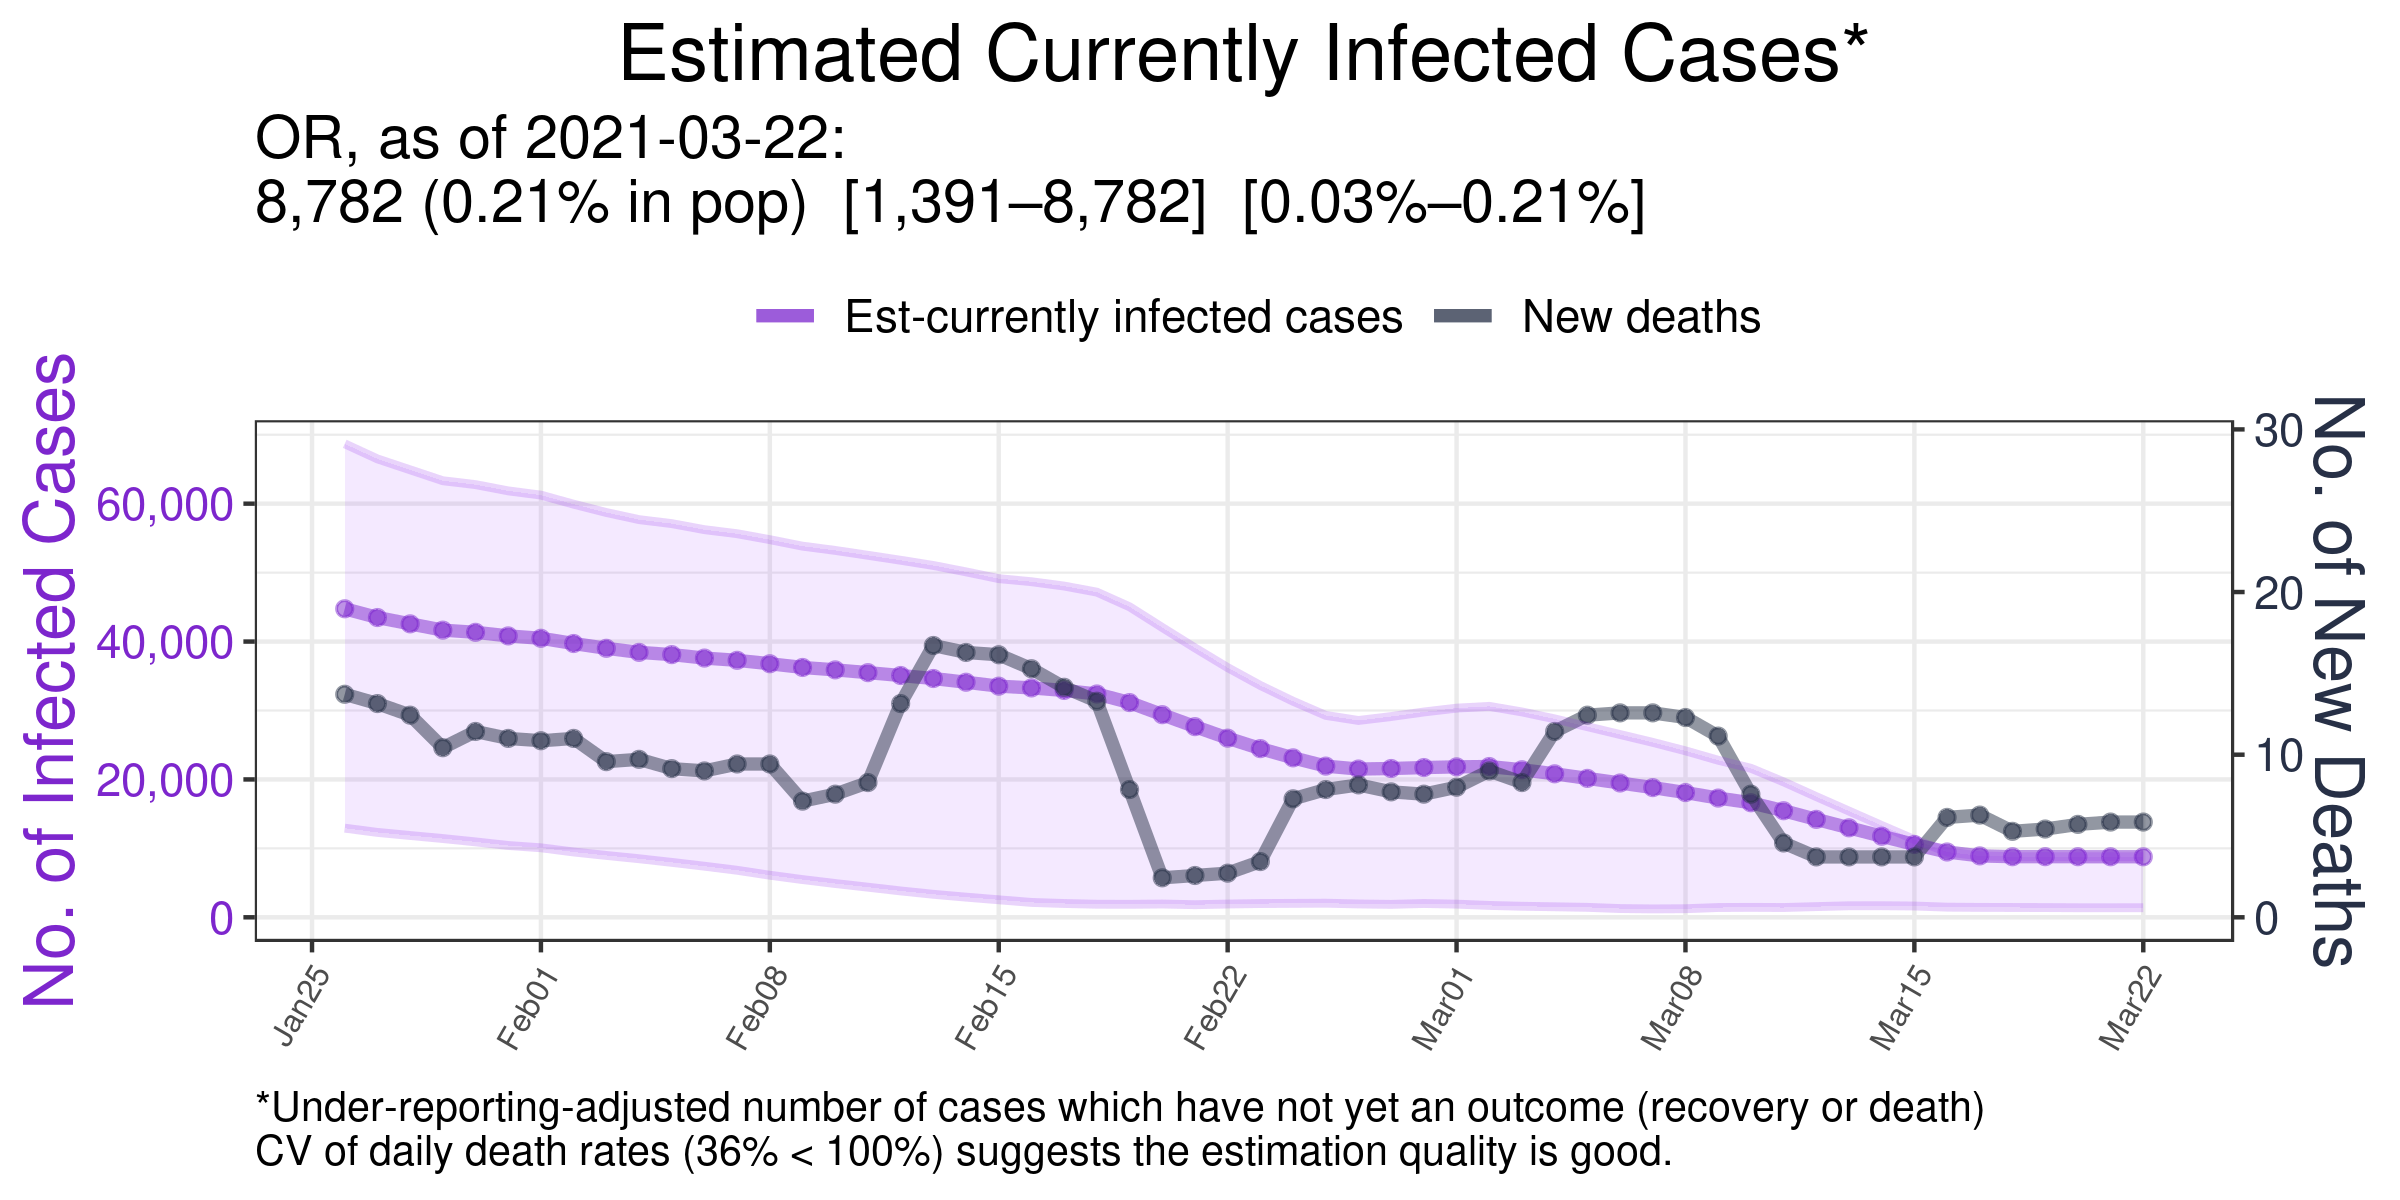 Estimated Currently Infected Cases*
OR, as of 2021-03-22:
8,782 (0.21% in pop)  [1,391–8,782]  [0.03%–0.21%]
Est-currently infected cases
New deaths
No. of Infected Cases
60,000
40,000
20,000
0
30
20
10
0
No. of New Deaths
Jan25
Feb01
Feb08
Feb15
Feb22
Mar01
Mar08
Mar15
Mar22
*Under-reporting-adjusted number of cases which have not yet an outcome (recovery or death)
CV of daily death rates (36% < 100%) suggests the estimation quality is good.